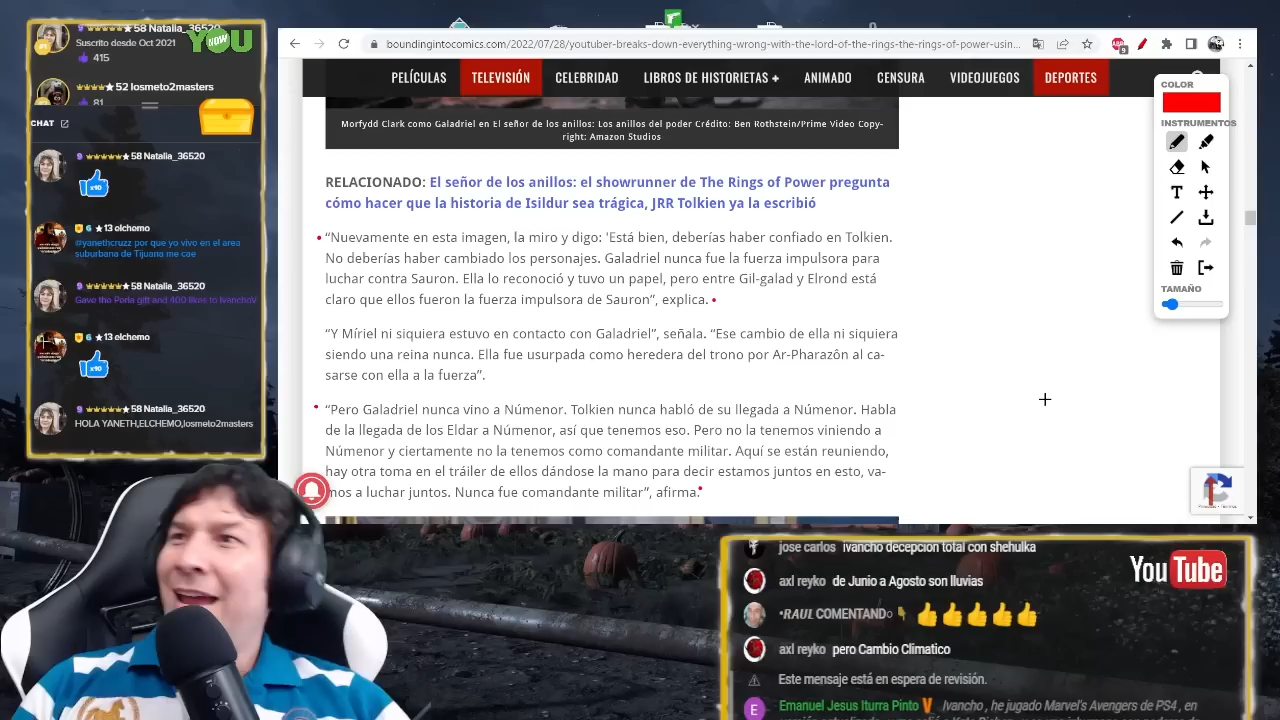 ★58 Natalia_36520
Suscrito desde Oct 2021
415
YOU
NOW
★52 losmeto2masters
81
CHAT
★58 Natalia_36520
x10
6 ★13 elchemo
@yanethcruzz por que yo vivo en el area
suburbana de Tijuana me cae
★58 Natalia_36520
Gave the Perla gift and 400 likes to IvanchoV
6 ★13 elchemo
x10
★58 Natalia_36520
HOLA YANETH,ELCHEMO,losmeto2masters
boundingintocomics.com/2022/07/28/youtuber-breaks-down-everything-wrong-with-lord-of-the-rings-the-rings-of-power-usin...
PELÍCULAS
TELEVISIÓN
CELEBRIDAD
LIBROS DE HISTORIETAS +
ANIMADO
CENSURA
VIDEOJUEGOS
DEPORTES
Morfydd Clark como Galadriel en El señor de los anillos: Los anillos del poder Crédito: Ben Rothstein/Prime Video Copy-
right: Amazon Studios
RELACIONADO: El señor de los anillos: el showrunner de The Rings of Power pregunta
cómo hacer que la historia de Isildur sea trágica, JRR Tolkien ya la escribió
“Nuevamente en esta imagen, la miro y digo: 'Está bien, deberías haber confiado en Tolkien.
No deberías haber cambiado los personajes. Galadriel nunca fue la fuerza impulsora para
luchar contra Sauron. Ella lo reconoció y tuvo un papel, pero entre Gil-galad y Elrond está
claro que ellos fueron la fuerza impulsora de Sauron”, explica.
“Y Míriel ni siquiera estuvo en contacto con Galadriel”, señala. “Ese cambio de ella ni siquiera
siendo una reina nunca. Ella fue usurpada como heredera del trono por Ar-Pharazôn al ca-
sarse con ella a la fuerza”.
“Pero Galadriel nunca vino a Númenor. Tolkien nunca habló de su llegada a Númenor. Habla
de la llegada de los Eldar a Númenor, así que tenemos eso. Pero no la tenemos viniendo a
Númenor y ciertamente no la tenemos como comandante militar. Aquí se están reuniendo,
hay otra toma en el tráiler de ellos dándose la mano para decir estamos juntos en esto, va-
mos a luchar juntos. Nunca fue comandante militar”, afirma.
COLOR
INSTRUMENTOS
T
TAMAÑO
jose carlos ivancho decepcion total con shehulka
axl reyko de Junio a Agosto son lluvias
•RAUL COMENTANDo
axl reyko pero Cambio Climatico
Este mensaje está en espera de revisión.
E Emanuel Jesus Iturra Pinto Ivancho , he jugado Marvel's Avengers de PS4 , en
YouTube